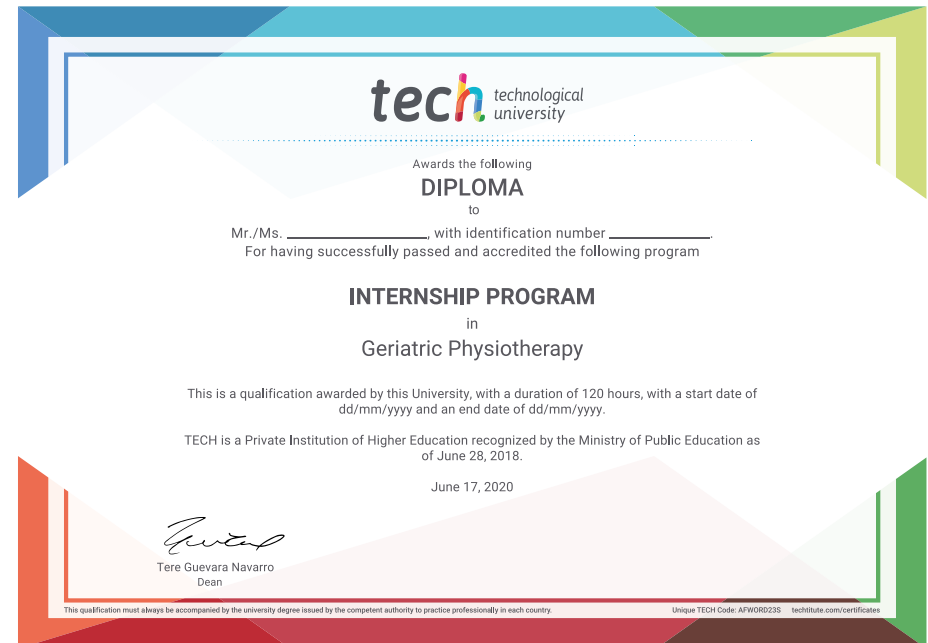 tech technological
university
Awards the following
DIPLOMA
to
Mr./Ms. ____________________, with identification number ______________.
For having successfully passed and accredited the following program
INTERNSHIP PROGRAM
in
Geriatric Physiotherapy
This is a qualification awarded by this University, with a duration of 120 hours, with a start date of
dd/mm/yyyy and an end date of dd/mm/yyyy.
TECH is a Private Institution of Higher Education recognized by the Ministry of Public Education as
of June 28, 2018.
June 17, 2020
Tere Guevara Navarro
Dean
This qualification must always be accompanied by the university degree issued by the competent authority to practice professionally in each country.
Unique TECH Code: AFWORD23S techtitute.com/certificates